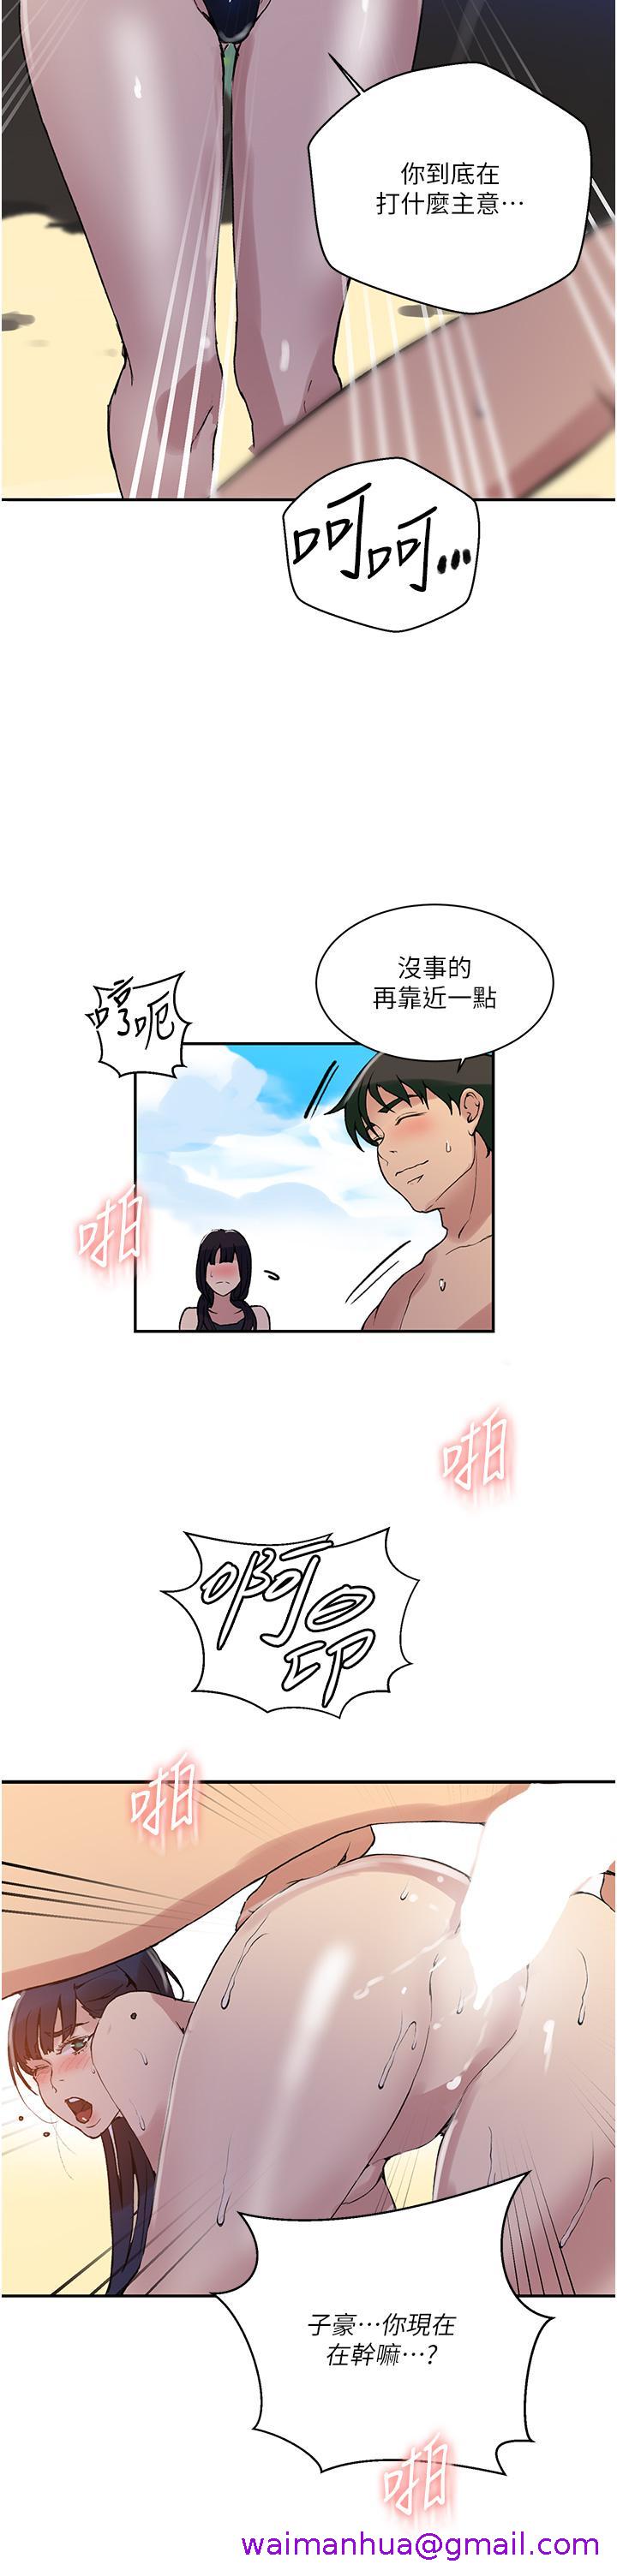 你到底在
打什麼主意⋯
呵呵⋯
沒事的
再靠近一點
哼呃
啪
啪
啊嗯
啪
子豪⋯你現在
在幹嘛⋯?
啪
waimanhua@gmail.com